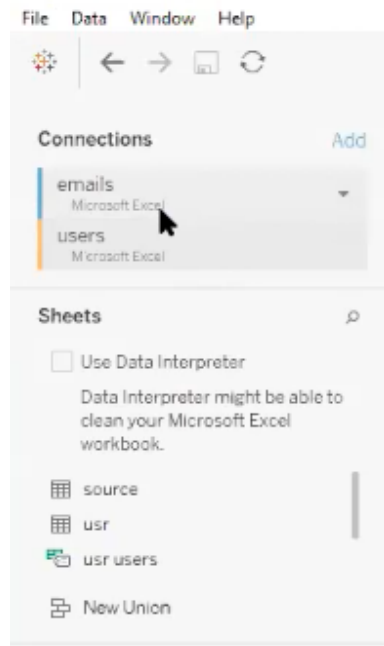 File Data Window Help
Connections Add
emails
Microsoft Excel
users
Microsoft Excel
Sheets
Use Data Interpreter
Data Interpreter might be able to
clean your Microsoft Excel
workbook.
source
usr
usr users
New Union